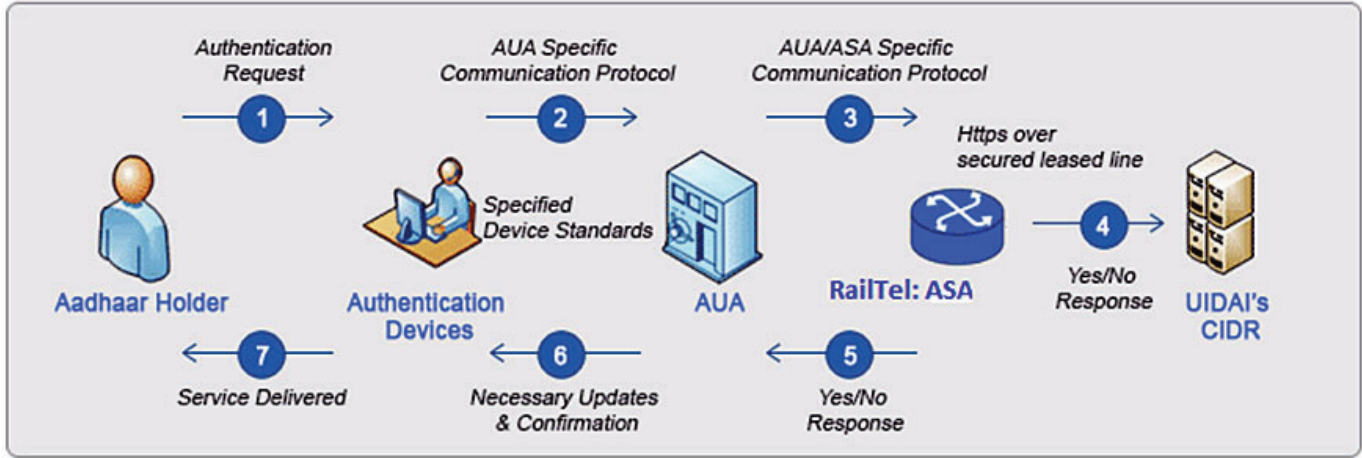 Authentication
Request
1
AUA Specific
Communication Protocol
2
AUA/ASA Specific
Communication Protocol
3
Https over
secured leased line
4
Yes/No
Response
Specified
Device Standards
Aadhaar Holder
Authentication
Devices
AUA
RailTel: ASA
UIDAI's
CIDR
7
Service Delivered
6
Necessary Updates
& Confirmation
5
Yes/No
Response